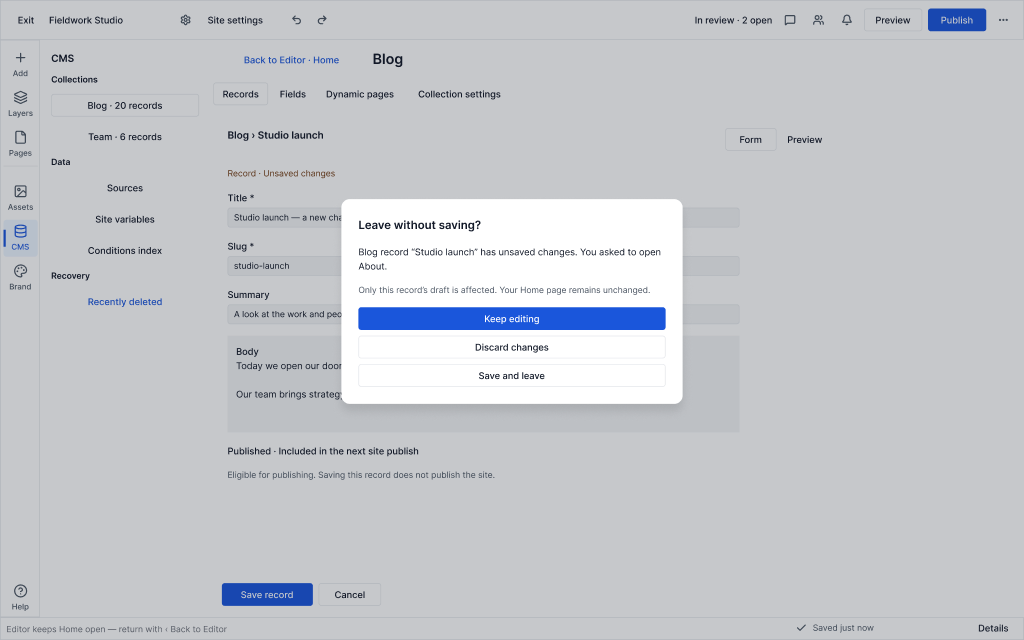 Exit
Fieldwork Studio
Site settings
In review · 2 open
Preview
Publish
Add
Layers
Pages
Assets
CMS
Brand
Help
CMS
Collections
Blog · 20 records
Team · 6 records
Data
Sources
Site variables
Conditions index
Recovery
Recently deleted
Back to Editor · Home
Blog
Records
Fields
Dynamic pages
Collection settings
Blog › Studio launch
Form
Preview
Record · Unsaved changes
Title *
Studio launch — a new
Slug *
studio-launch
Summary
A look at the work and
Body
Today we open our
Our team brings
Published · Included in the next site publish
Eligible for publishing. Saving this record does not publish the site.
Save record
Cancel
Leave without saving?
Blog record “Studio launch” has unsaved changes. You asked to open
About.
Only this record’s draft is affected. Your Home page remains unchanged.
Keep editing
Discard changes
Save and leave
Editor keeps Home open — return with ‹ Back to Editor
Saved just now
Details